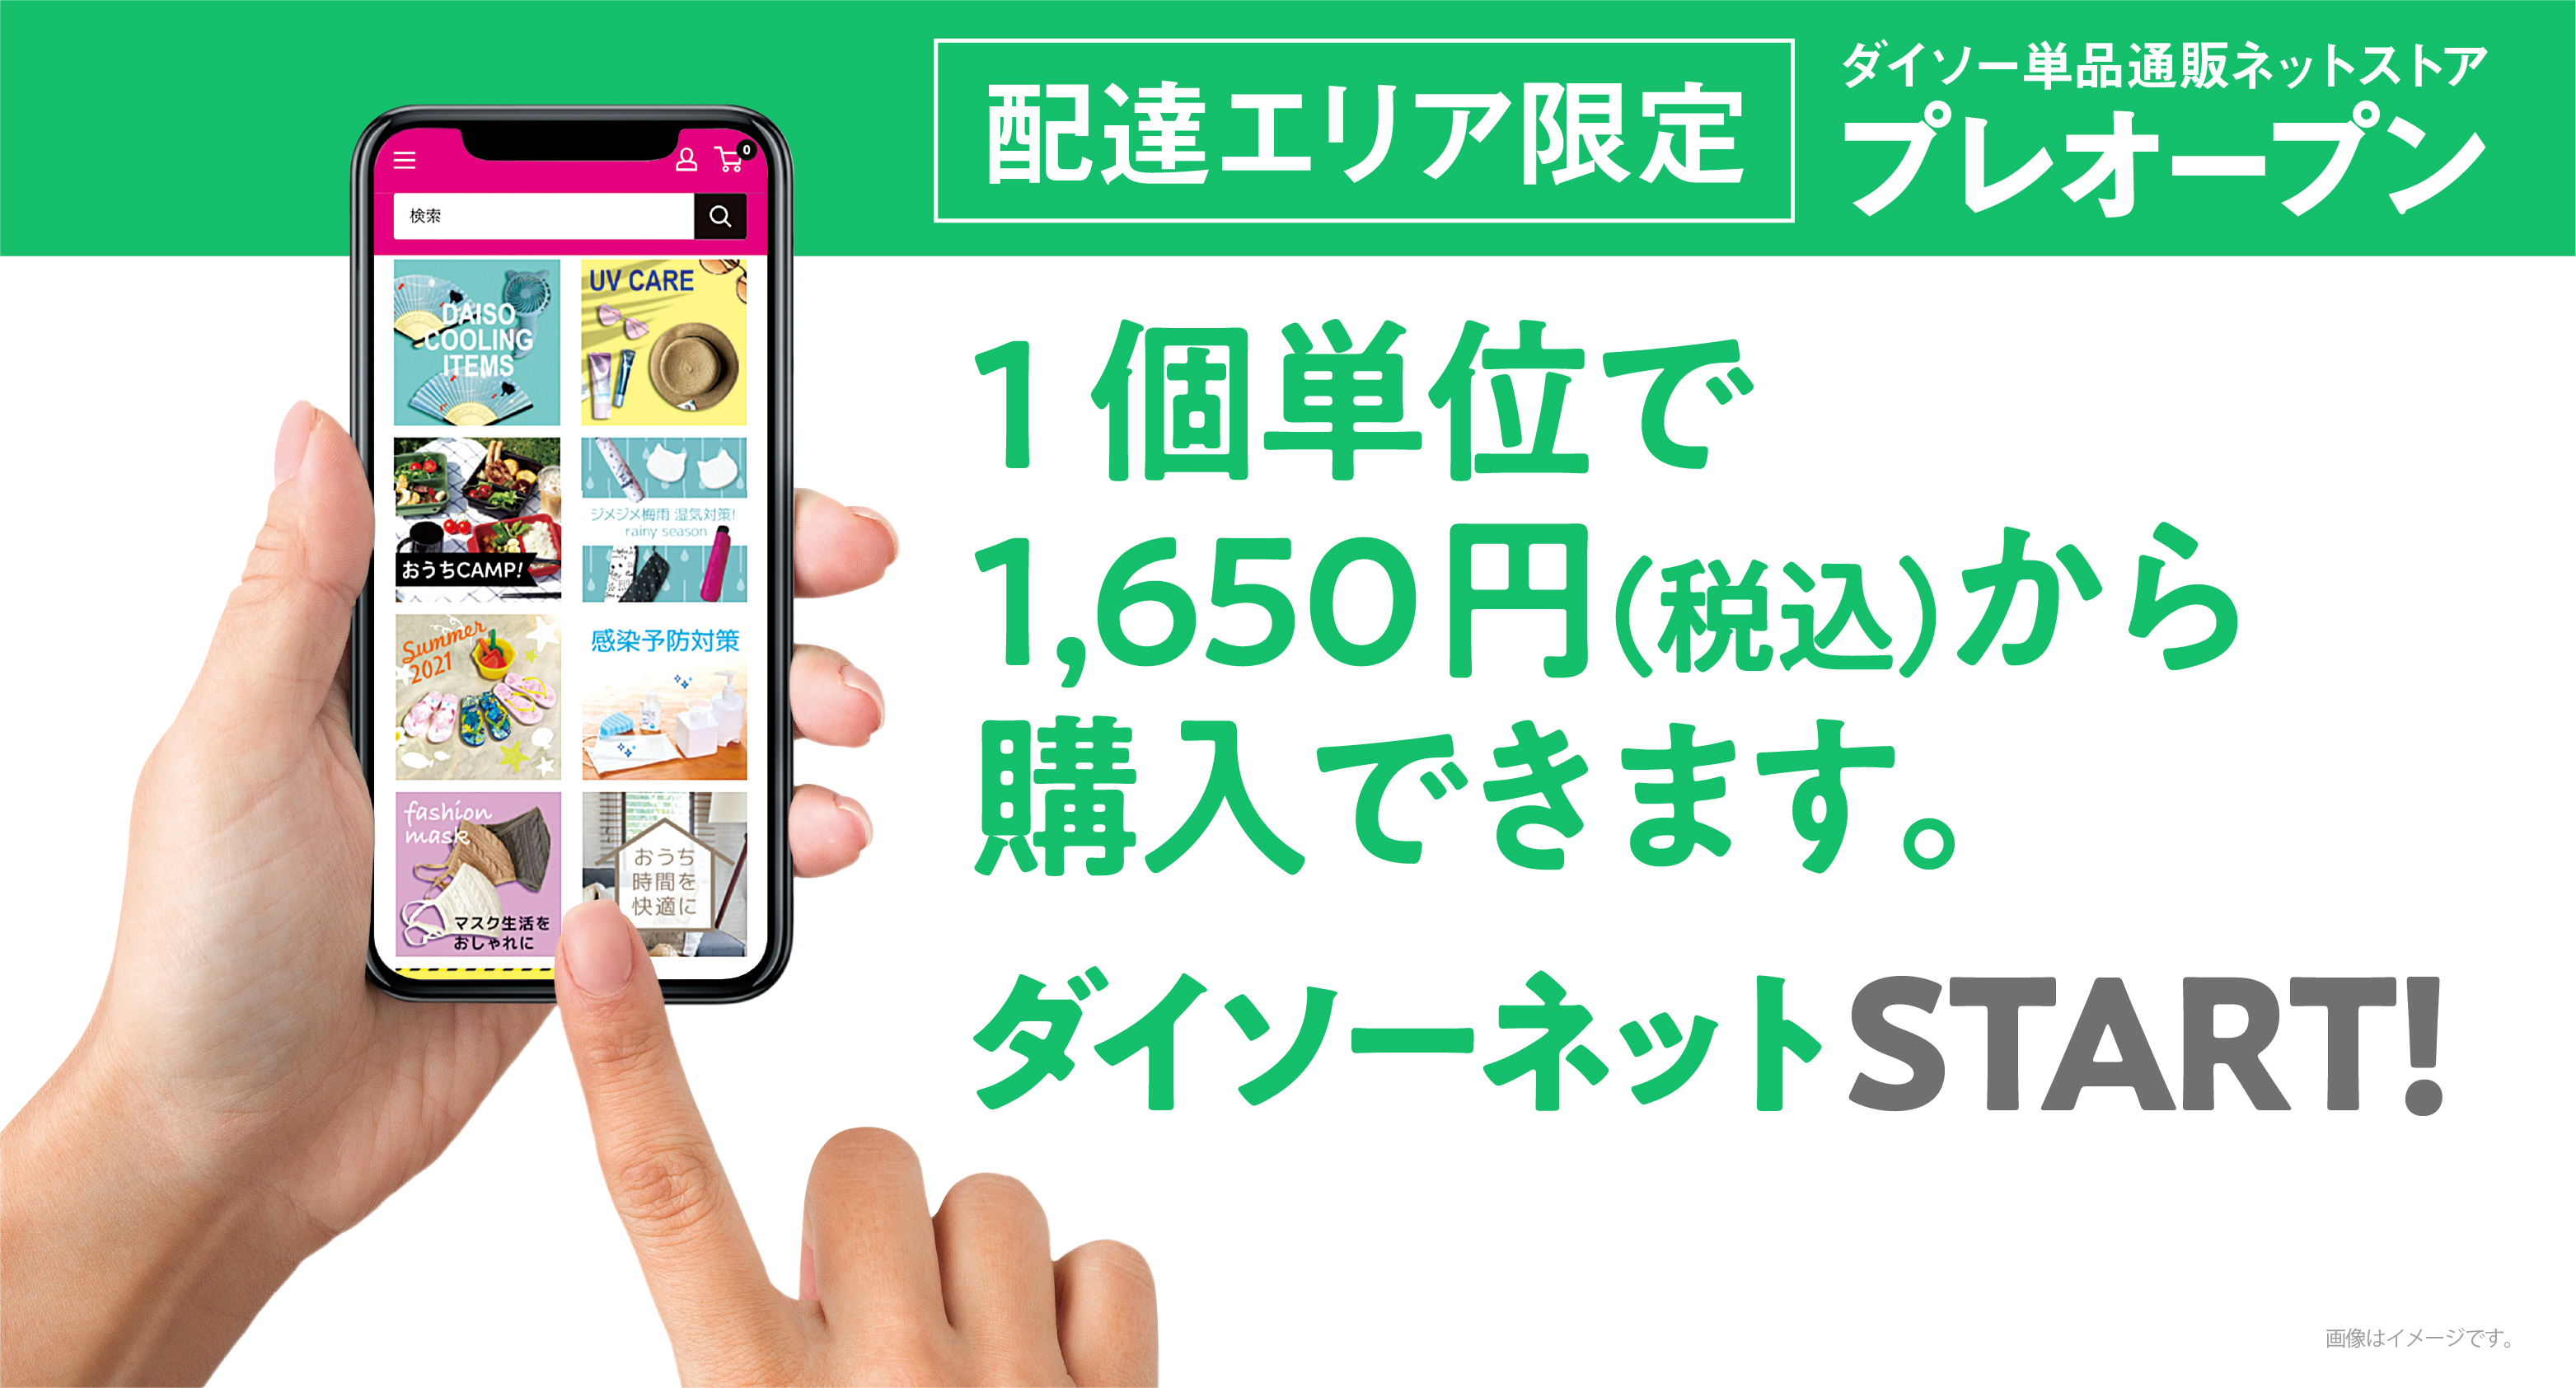 配達エリア限定
ダイソー単品通販ネットストア
プレオープン
0
検索
DAISO
COOLING
ITEMS
UV CARE
おうちCAMP!
ジメジメ梅雨 湿気対策!
rainy season
Summer
2021
感染予防対策
fashion
mask
マスク生活を
おしゃれに
おうち
時間を
快適に
1個単位で
1,650円(税込)から
購入できます。
ダイソーネットSTART!
画像はイメージです。